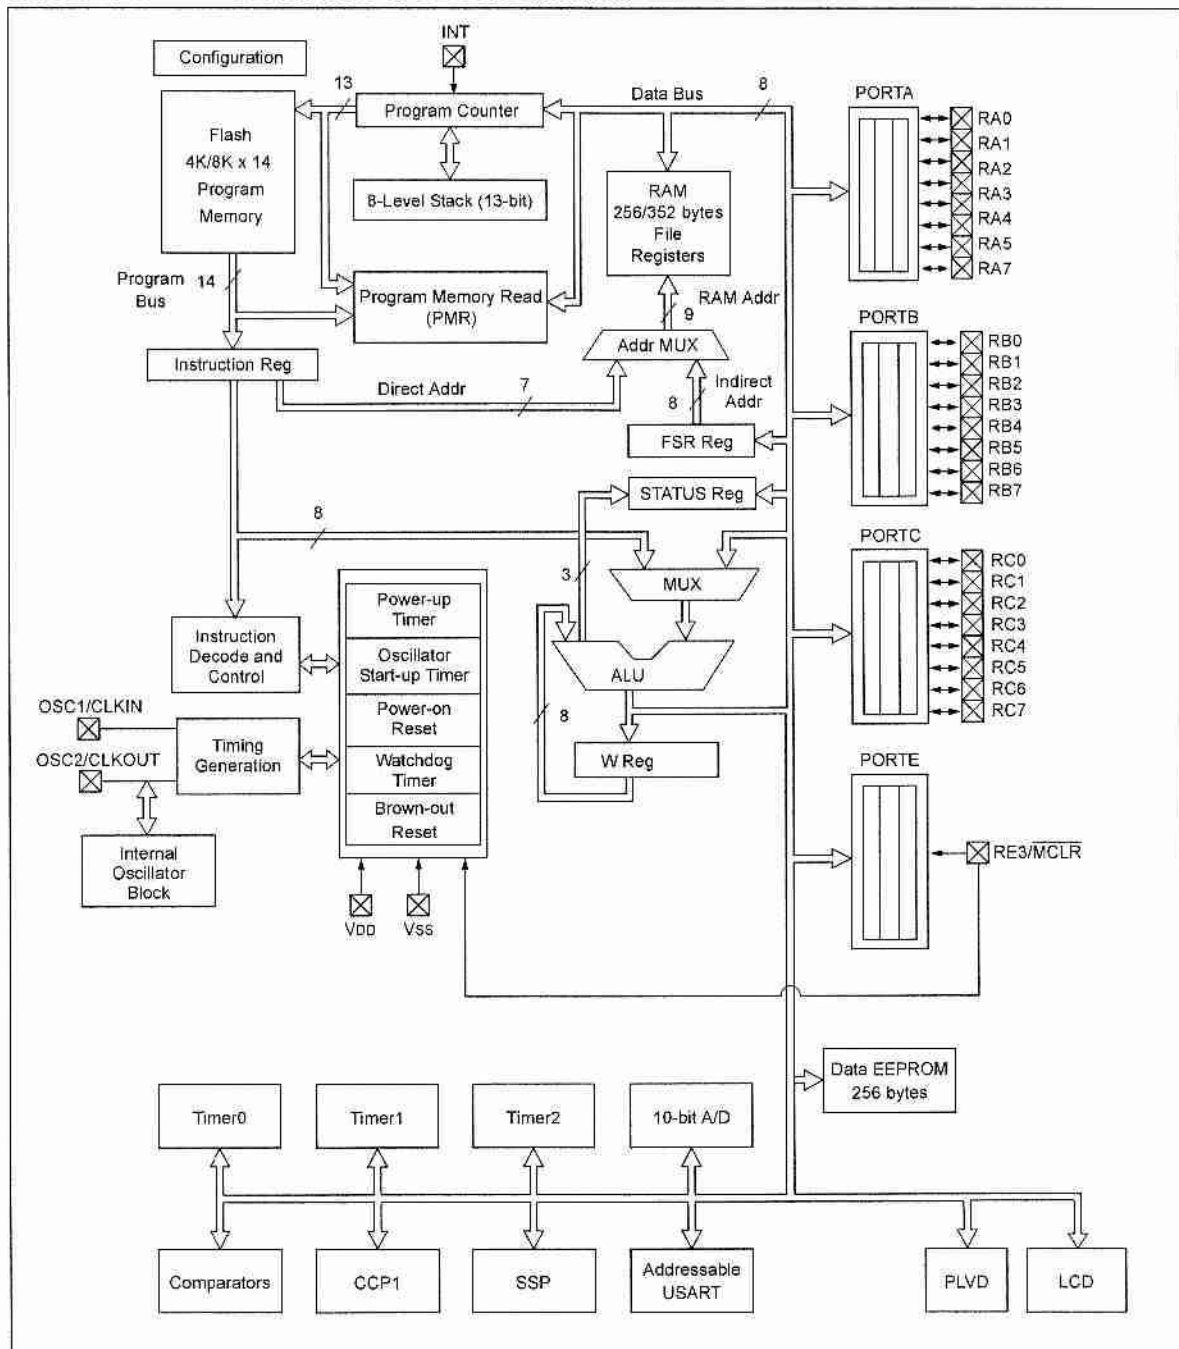 INT
Configuration
13
Program Counter
Data Bus
8
PORTA
Flash
4K/8K x 14
Program
Memory
8-Level Stack (13-bit)
RAM
256/352 bytes
File
Registers
RA0
RA1
RA2
RA3
RA4
RA5
RA7
Program
Bus
14
Program Memory Read
(PMR)
RAM Addr
9
Addr MUX
PORTB
RB0
RB1
RB2
RB3
RB4
RB5
RB6
RB7
Instruction Reg
Direct Addr
7
8
Indirect
Addr
FSR Reg
STATUS Reg
8
3
MUX
PORTC
RC0
RC1
RC2
RC3
RC4
RC5
RC6
RC7
Power-up
Timer
Oscillator
Start-up Timer
Power-on
Reset
Watchdog
Timer
Brown-out
Reset
Instruction
Decode and
Control
ALU
8
W Reg
OSC1/CLKIN
OSC2/CLKOUT
Timing
Generation
Internal
Oscillator
Block
VDD
VSS
PORTE
RE3/MCLR
Data EEPROM
256 bytes
Timer0
Timer1
Timer2
10-bit A/D
Comparators
CCP1
SSP
Addressable
USART
PLVD
LCD